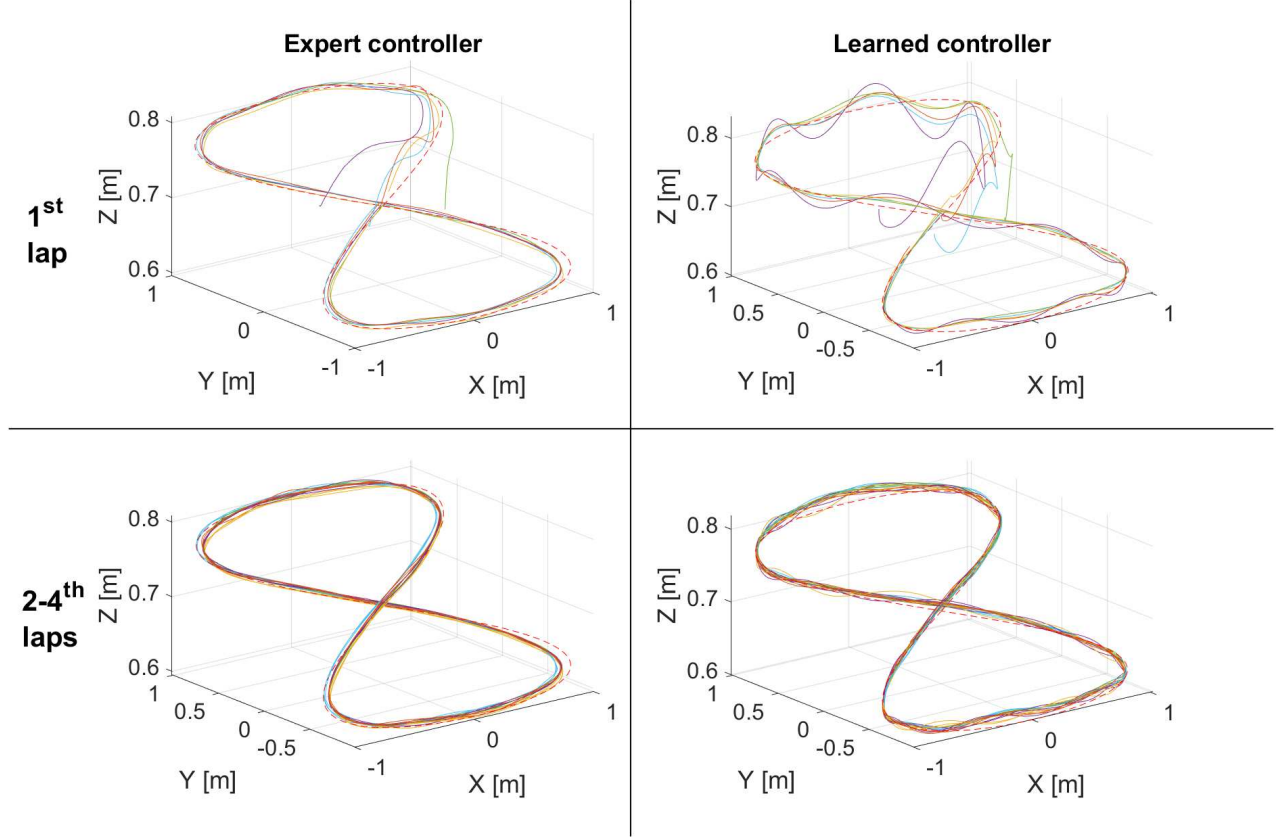 Expert controller
Learned controller
1st
lap
Z [m]
0.8
0.7
0.6
1
0
-1
Y [m]
-1
0
1
X [m]
Z [m]
0.8
0.7
0.6
1
0.5
0
-0.5
Y [m]
-1
0
1
X [m]
2-4th
laps
Z [m]
0.8
0.7
0.6
1
0.5
0
-0.5
Y [m]
-1
0
1
X [m]
Z [m]
0.8
0.7
0.6
1
0.5
0
-0.5
Y [m]
-1
0
1
X [m]